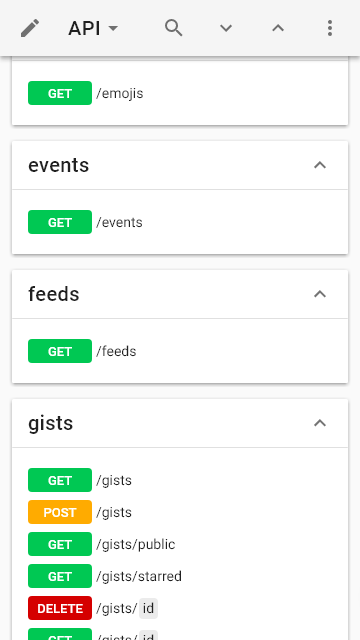 API
GET /emojis
events
GET /events
feeds
GET /feeds
gists
GET /gists
POST /gists
GET /gists/public
GET /gists/starred
DELETE /gists/ id
GET /gists/ id